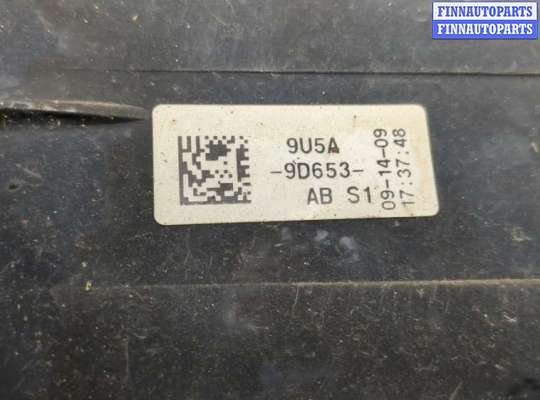 FINNAUTOPARTS
FINNAUTOPARTS
9U5A
-9D653-
AB S1
09-14-09
17:37:48